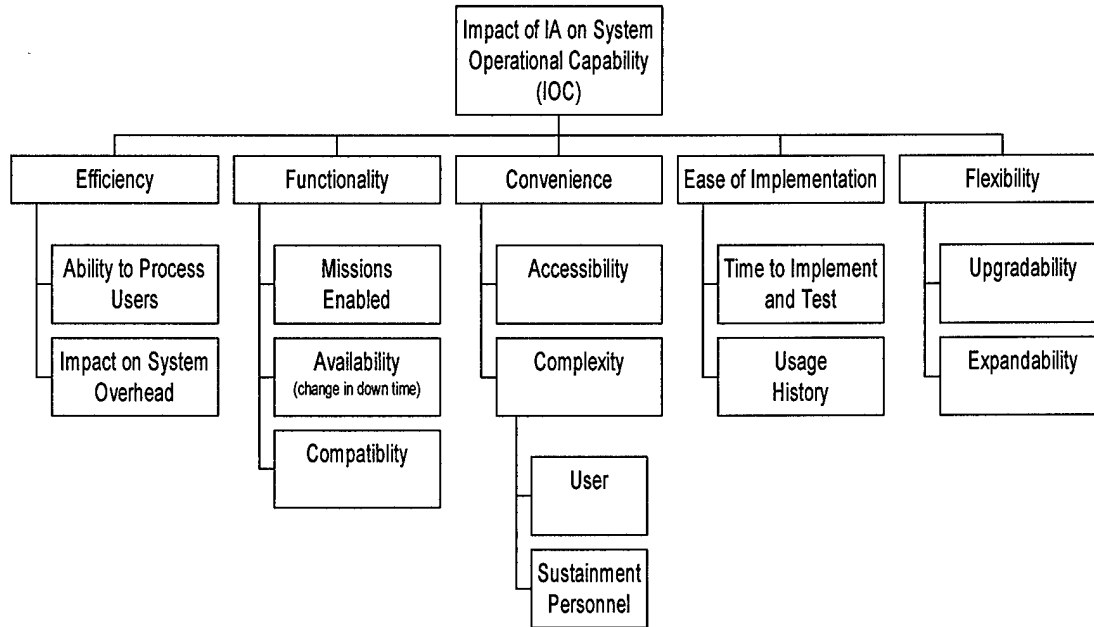 Impact of IA on System
Operational Capability
(IOC)
Efficiency
Functionality
Convenience
Ease of Implementation
Flexibility
Ability to Process
Users
Impact on System
Overhead
Missions
Enabled
Availability
(change in down time)
Compatiblity
Accessibility
Complexity
User
Sustainment
Personnel
Time to Implement
and Test
Usage
History
Upgradability
Expandability